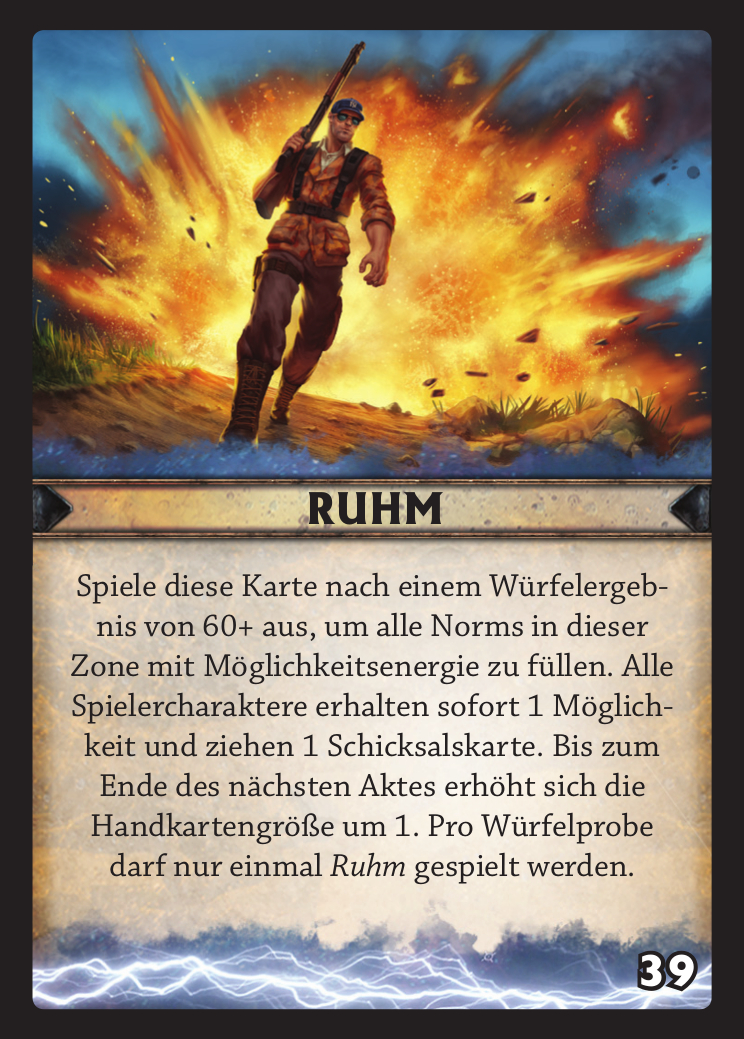 RUHM
Spiele diese Karte nach einem Würfelergeb-
nis von 60+ aus, um alle Norms in dieser
Zone mit Möglichkeitsenergie zu füllen. Alle
Spielercharaktere erhalten sofort 1 Möglich-
keit und ziehen 1 Schicksalskarte. Bis zum
Ende des nächsten Aktes erhöht sich die
Handkartengröße um 1. Pro Würfelprobe
darf nur einmal Ruhm gespielt werden.
39